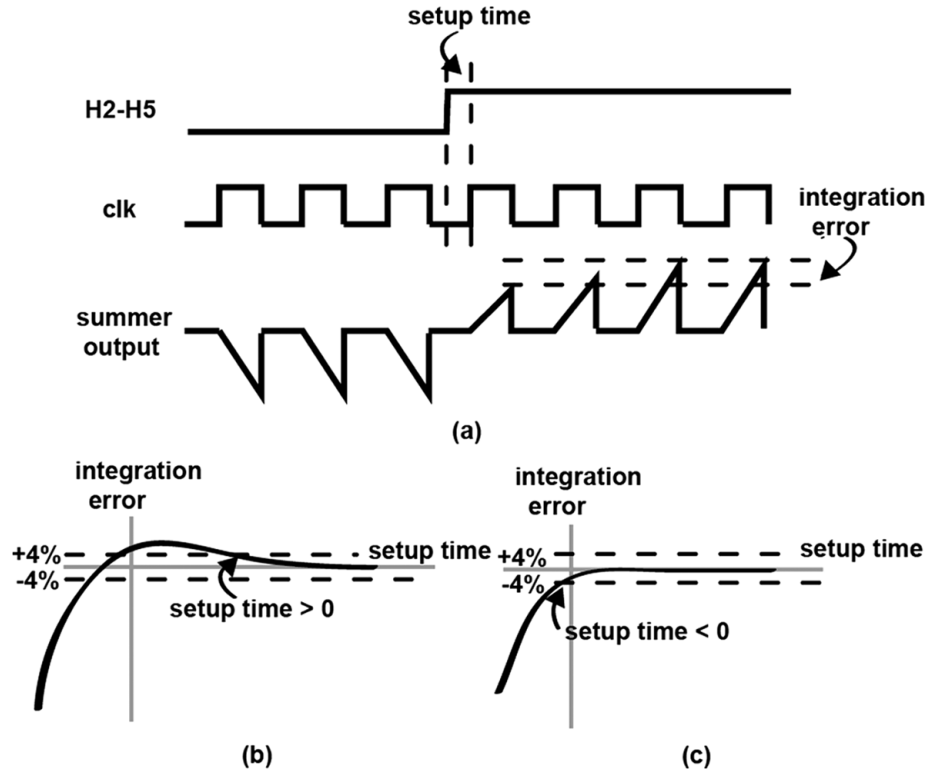 setup time
H2-H5
clk
integration
error
summer
output
(a)
integration
error
+4%
-4%
setup time
setup time > 0
(b)
integration
error
+4%
-4%
setup time
setup time < 0
(c)